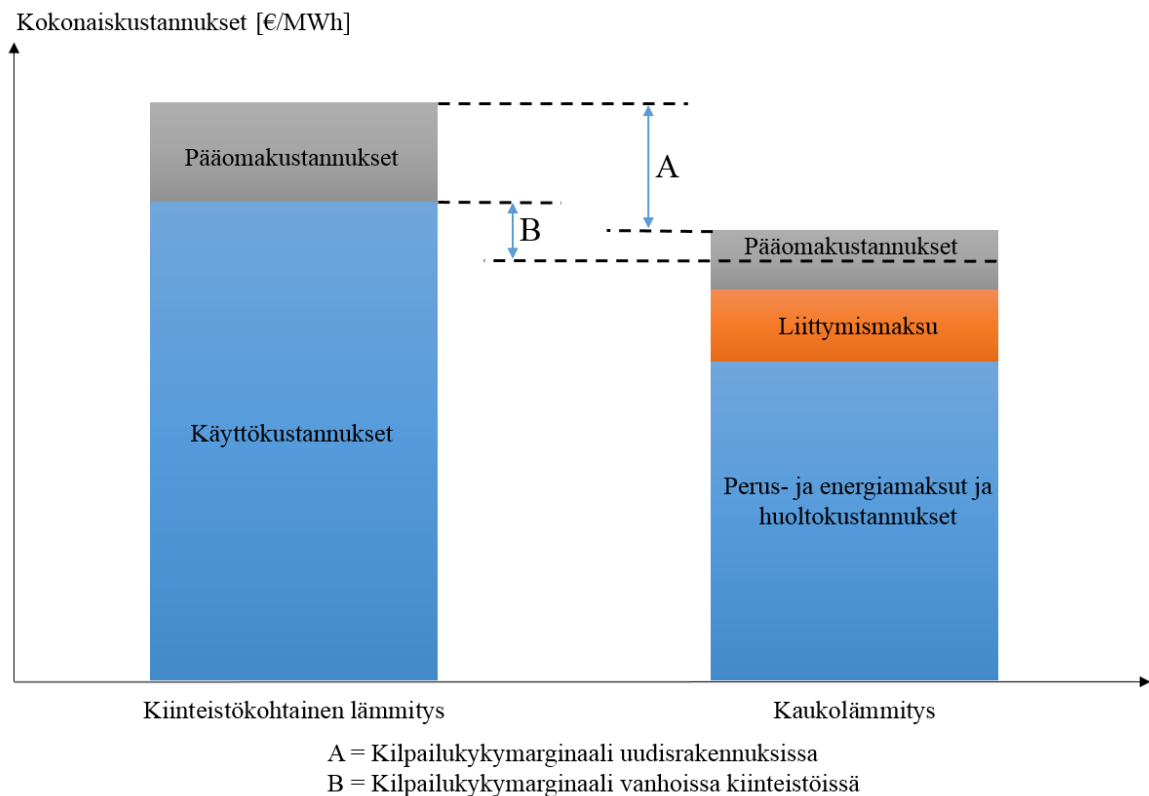 Kokonaiskustannukset [€/MWh]
Pääomakustannukset
A
B
Pääomakustannukset
Liittymismaksu
Käyttökustannukset
Perus- ja energiamaksut ja
huoltokustannukset
Kiinteistökohtainen lämmitys
Kaukolämmitys
A = Kilpailukykymarginaali uudisrakennuksissa
B = Kilpailukykymarginaali vanhoissa kiinteistöissä